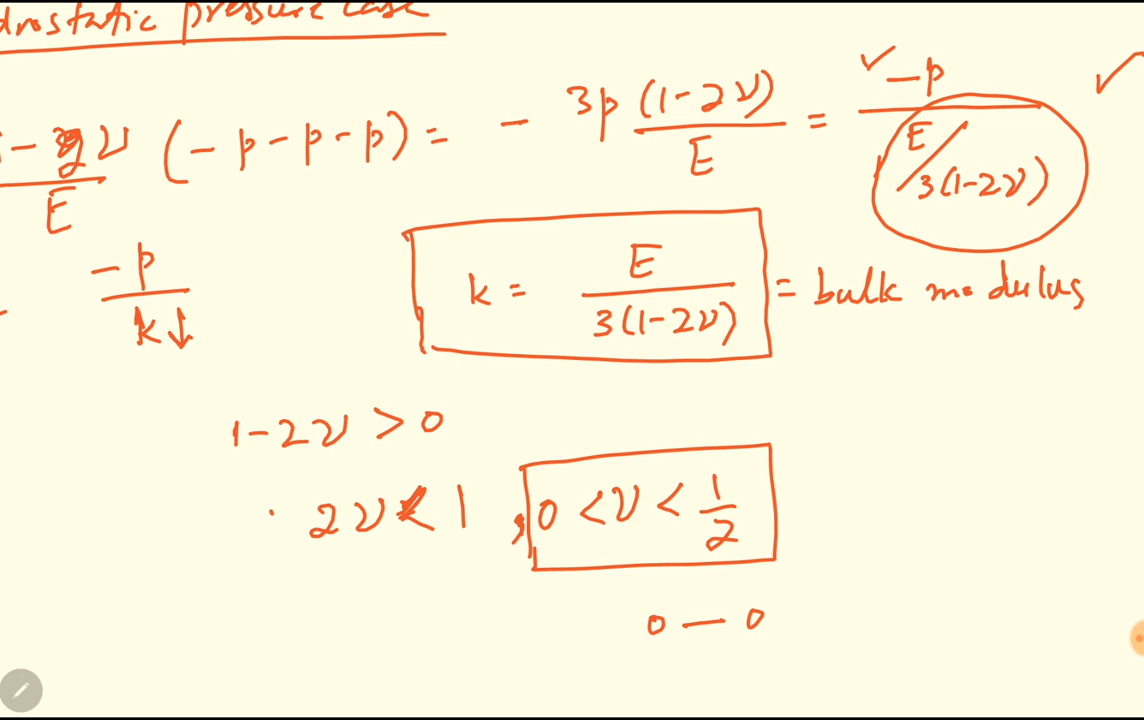 drostatic pressure case
- 2ν / E (-p-p-p) = - 3p(1-2ν) / E = -p / (E / 3(1-2ν))
-p / k↓
k = E / 3(1-2ν) = bulk modulus
1-2ν > 0
2ν < 1 , 0 < ν < 1/2
0 — 0